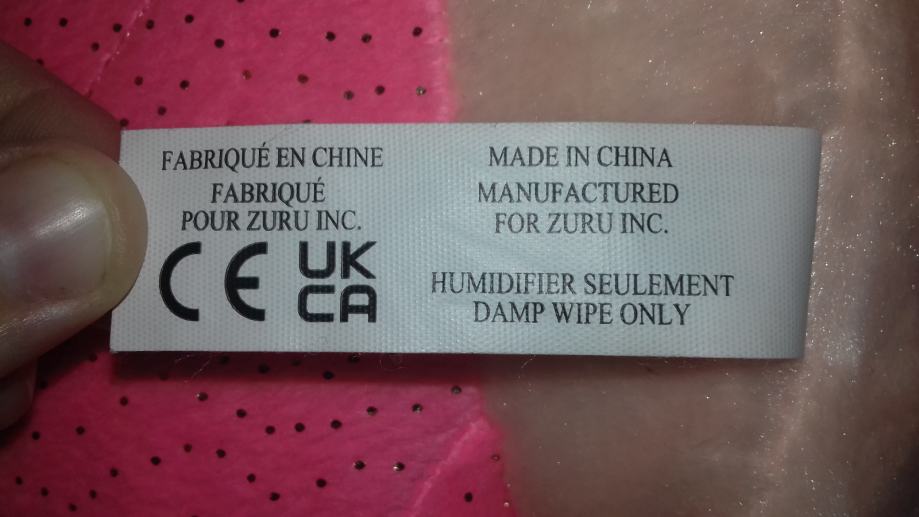 FABRIQUÉ EN CHINE
FABRIQUÉ
POUR ZURU INC.
CE
UK
CA
MADE IN CHINA
MANUFACTURED
FOR ZURU INC.
HUMIDIFIER SEULEMENT
DAMP WIPE ONLY